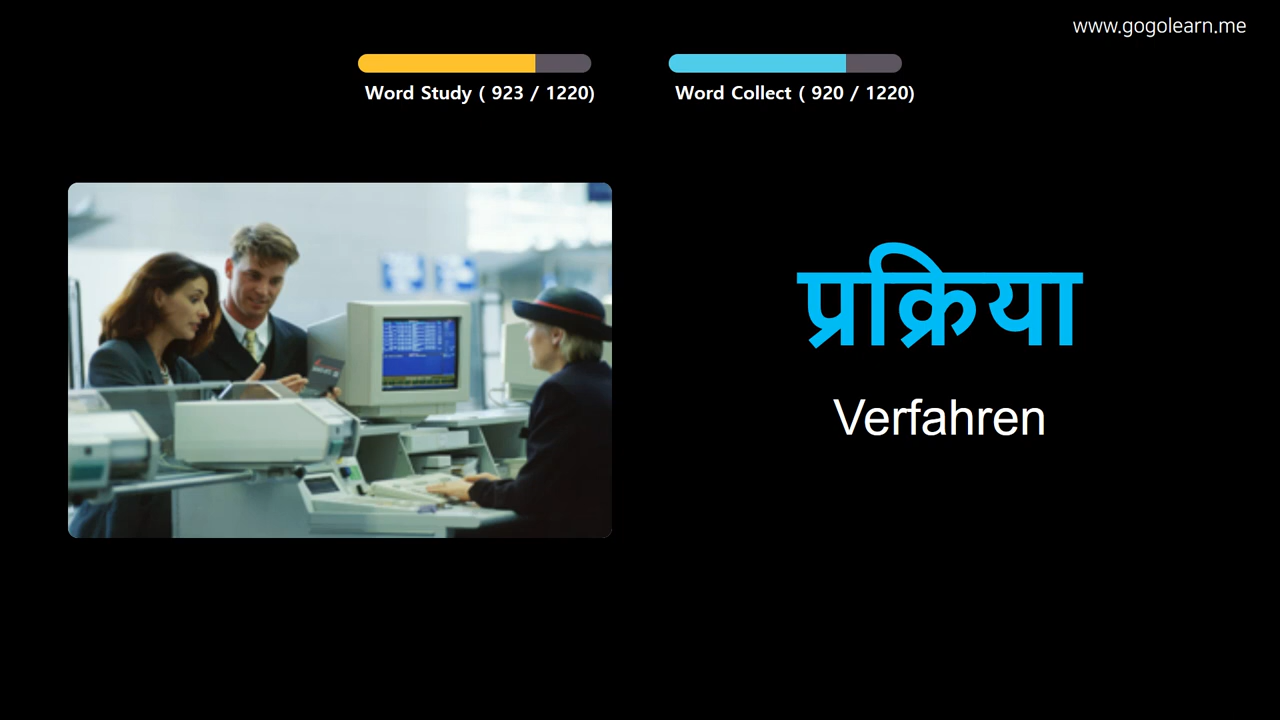 www.gogolearn.me
Word Study ( 923 / 1220)
Word Collect ( 920 / 1220)
प्रक्रिया
Verfahren